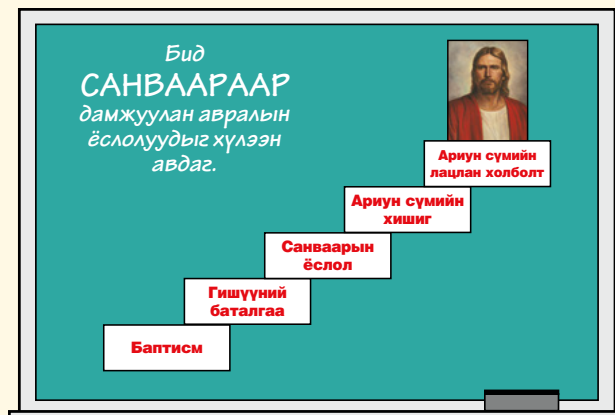 Бид
САНВААРААР
дамжуулан авралын
ёслолуудыг хүлээн
авдаг.
Ариун сүмийн
лацлан холболт
Ариун сүмийн
хишиг
Санваарын
ёслол
Гишүүний
баталгаа
Баптисм